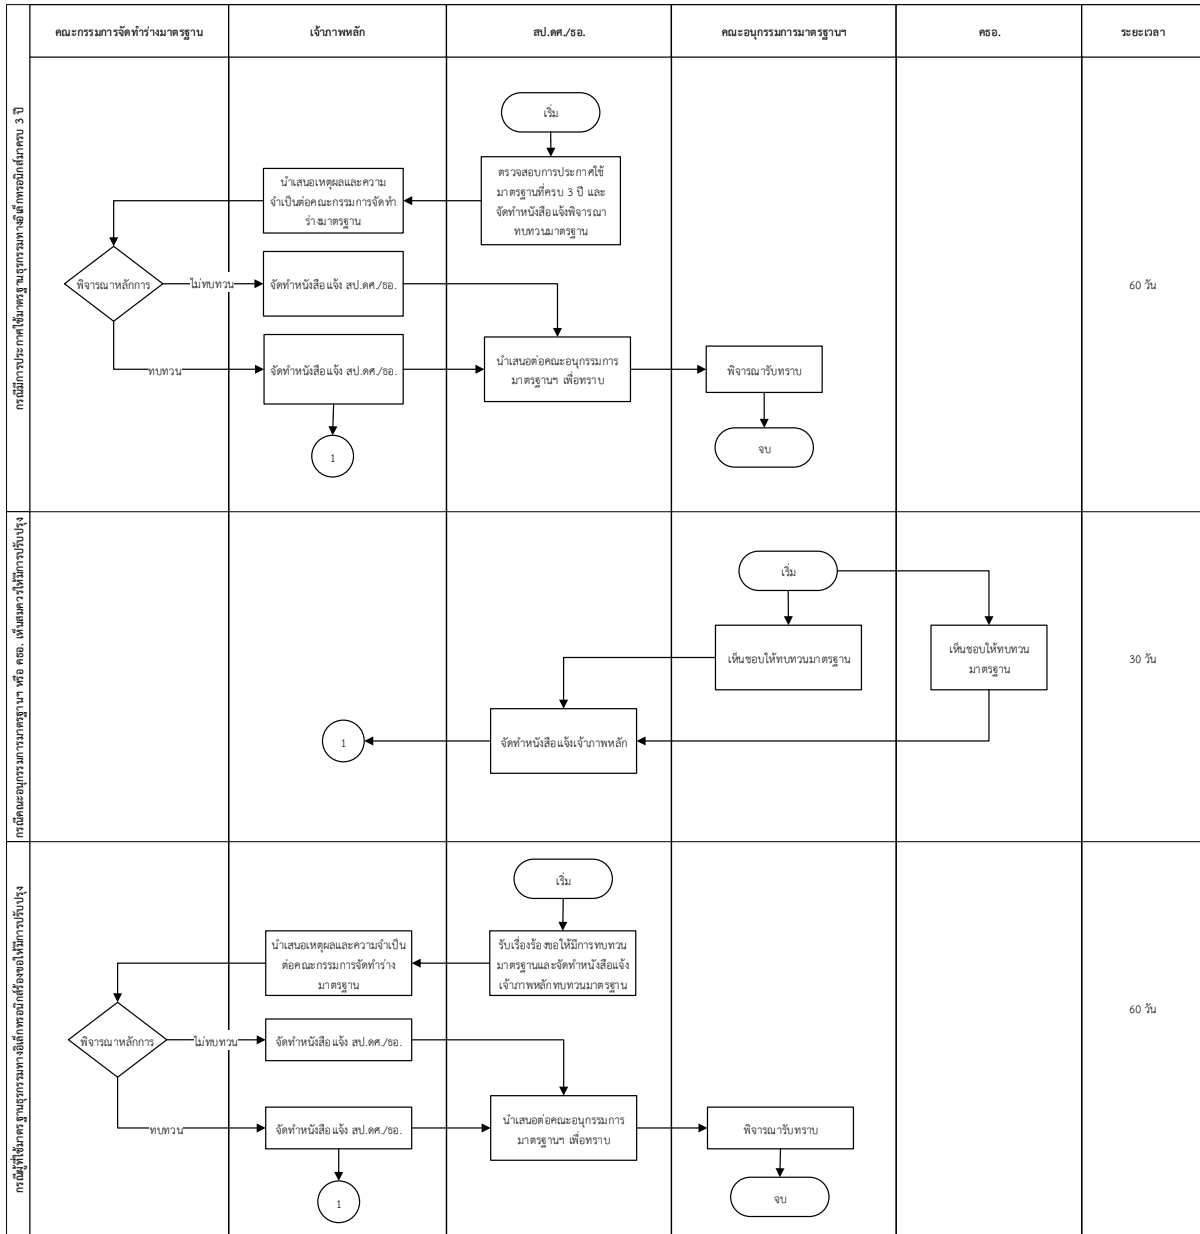 คณะกรรมการจัดทำร่างมาตรฐาน
เจ้าภาพหลัก
สป.ดศ./ธอ.
คณะอนุกรรมการมาตรฐานฯ
คธอ.
ระยะเวลา
กรณีมีการประกาศใช้มาตรฐานธุรกรรมทางอิเล็กทรอนิกส์มาครบ 3 ปี
เริ่ม
ตรวจสอบการประกาศใช้
มาตรฐานที่ครบ 3 ปี และ
จัดทำหนังสือแจ้งพิจารณา
ทบทวนมาตรฐาน
นำเสนอเหตุผลและความ
จำเป็นต่อคณะกรรมการจัดทำ
ร่างมาตรฐาน
พิจารณาหลักการ
ไม่ทบทวน
จัดทำหนังสือแจ้ง สป.ดศ./ธอ.
60 วัน
ทบทวน
จัดทำหนังสือแจ้ง สป.ดศ./ธอ.
นำเสนอต่อคณะอนุกรรมการ
มาตรฐานฯ เพื่อทราบ
พิจารณารับทราบ
1
จบ
กรณีคณะอนุกรรมการมาตรฐานฯ หรือ คธอ. เห็นสมควรให้มีการปรับปรุง
เริ่ม
เห็นชอบให้ทบทวนมาตรฐาน
เห็นชอบให้ทบทวน
มาตรฐาน
30 วัน
1
จัดทำหนังสือแจ้งเจ้าภาพหลัก
กรณีผู้ที่ใช้มาตรฐานธุรกรรมทางอิเล็กทรอนิกส์ร้องขอให้มีการปรับปรุง
เริ่ม
นำเสนอเหตุผลและความจำเป็น
ต่อคณะกรรมการจัดทำร่าง
มาตรฐาน
รับเรื่องร้องขอให้มีการทบทวน
มาตรฐานและจัดทำหนังสือแจ้ง
เจ้าภาพหลักทบทวนมาตรฐาน
60 วัน
พิจารณาหลักการ
ไม่ทบทวน
จัดทำหนังสือแจ้ง สป.ดศ./ธอ.
ทบทวน
จัดทำหนังสือแจ้ง สป.ดศ./ธอ.
นำเสนอต่อคณะอนุกรรมการ
มาตรฐานฯ เพื่อทราบ
พิจารณารับทราบ
1
จบ